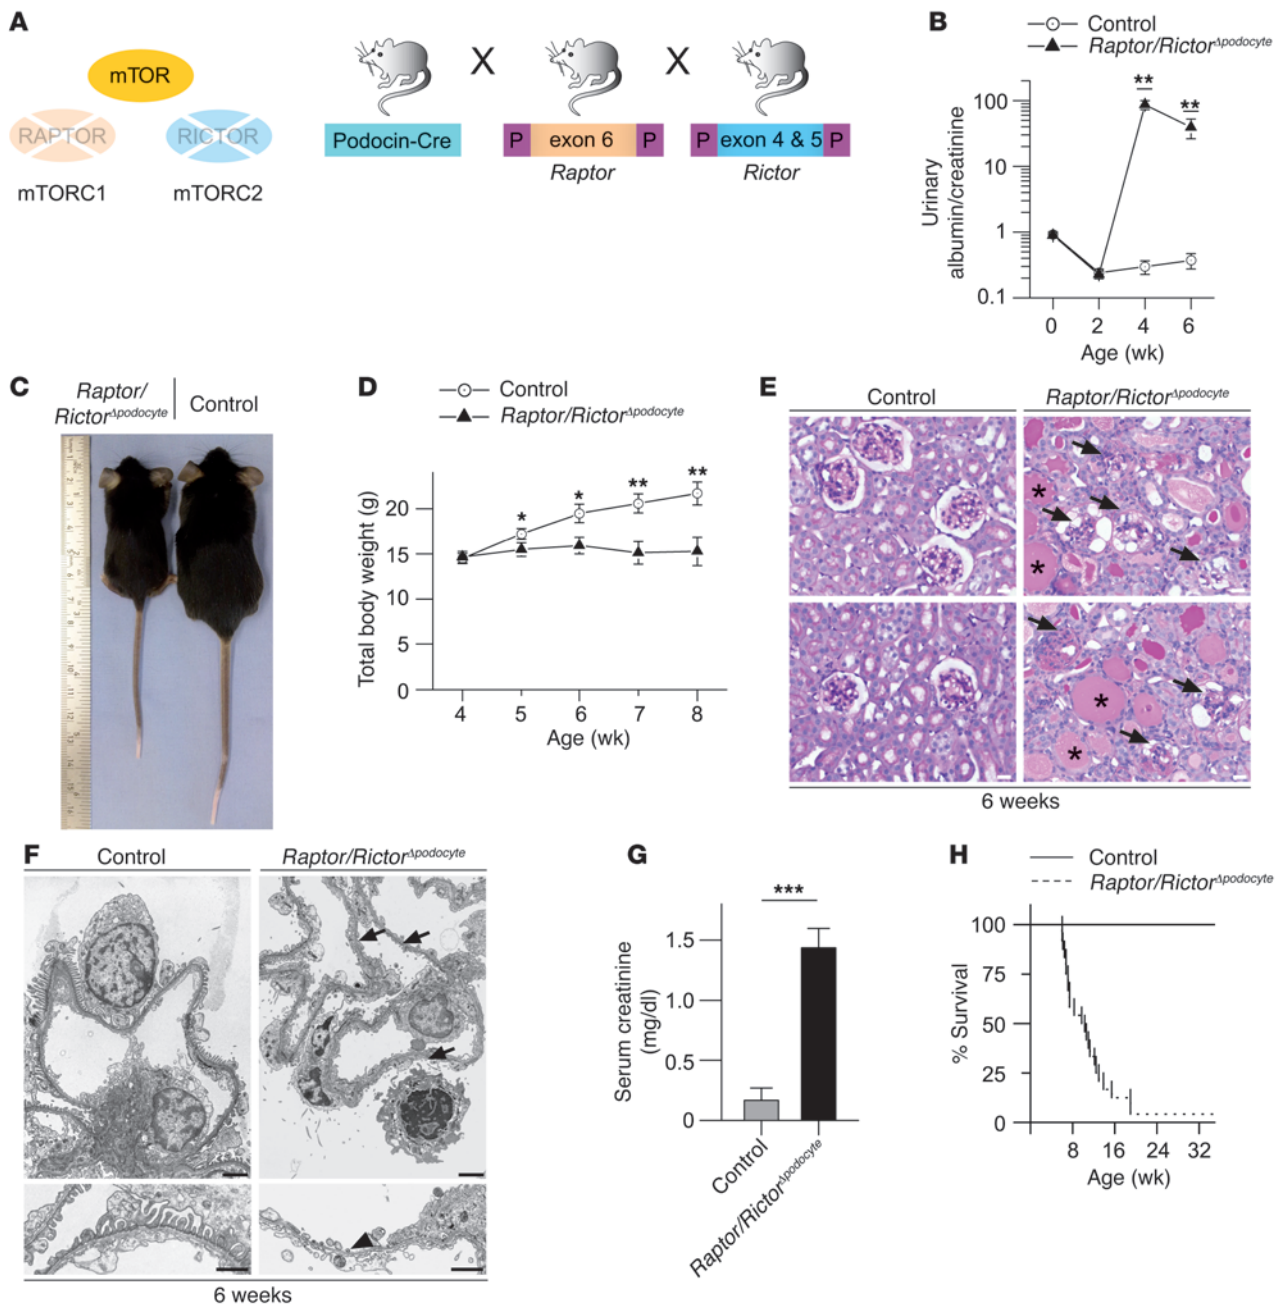 A
mTOR
RAPTOR
RICTOR
mTORC1
mTORC2
X
X
Podocin-Cre
P exon 6 P
P exon 4 & 5 P
Raptor
Rictor
B
Control
Raptor/RictorΔpodocyte
**
**
100
10
1
0.1
Urinary
albumin/creatinine
0 2 4 6
Age (wk)
C
Raptor/
RictorΔpodocyte
Control
D
Control
Raptor/RictorΔpodocyte
* * ** **
20
15
10
5
0
Total body weight (g)
4 5 6 7 8
Age (wk)
E
Control
Raptor/RictorΔpodocyte
*
*
*
*
6 weeks
F
Control
Raptor/RictorΔpodocyte
6 weeks
G
***
1.5
1.0
0.5
0
Serum creatinine
(mg/dl)
Control
Raptor/RictorΔpodocyte
H
Control
Raptor/RictorΔpodocyte
100
75
50
25
0
% Survival
8 16 24 32
Age (wk)